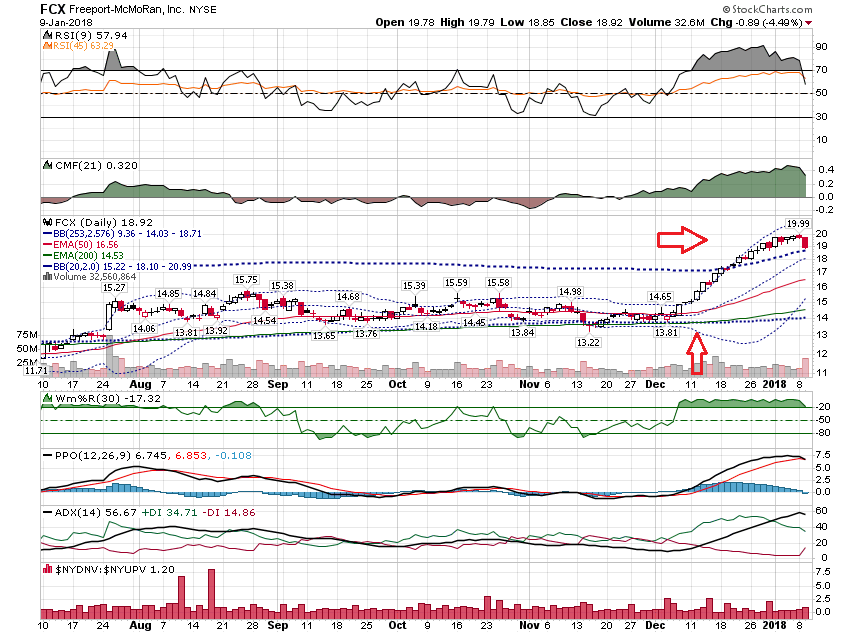 FCX Freeport-McMoRan, Inc. NYSE © StockCharts.com
9-Jan-2018 Open 19.78 High 19.79 Low 18.85 Close 18.92 Volume 32.6M Chg -0.89 (-4.49%)
RSI(9) 57.94
RSI(45) 63.29
90
70
50
30
10
CMF(21) 0.320
0.4
0.2
0.0
-0.2
FCX (Daily) 18.92
BB(253,2.576) 9.36 - 14.03 - 18.71
EMA(50) 16.56
EMA(200) 14.53
BB(20,2.0) 15.22 - 18.10 - 20.99
Volume 32,560,864
19.99
15.27 14.85 14.84 15.75 15.38 14.68 15.39 15.59 15.58 14.98 14.65
14.06 13.81 13.92 14.54 13.65 13.76 14.18 14.45 13.84 13.22 13.81
11.71
20
19
18
17
16
15
14
13
12
11
75M
50M
25M
10 17 24 Aug 7 14 21 Sep 11 18 25 Oct 9 16 23 Nov 6 13 20 27 Dec 11 18 26 2018 8
Wm%R(30) -17.32
-20
-50
-80
PPO(12,26,9) 6.745, 6.853, -0.108
7.5
5.0
2.5
0.0
ADX(14) 56.67 +DI 34.71 -DI 14.86
60
40
20
0
$NYDNV:$NYUPV 1.20
7.5
5.0
2.5
0.0
10 17 24 Aug 7 14 21 Sep 11 18 25 Oct 9 16 23 Nov 6 13 20 27 Dec 11 18 26 2018 8